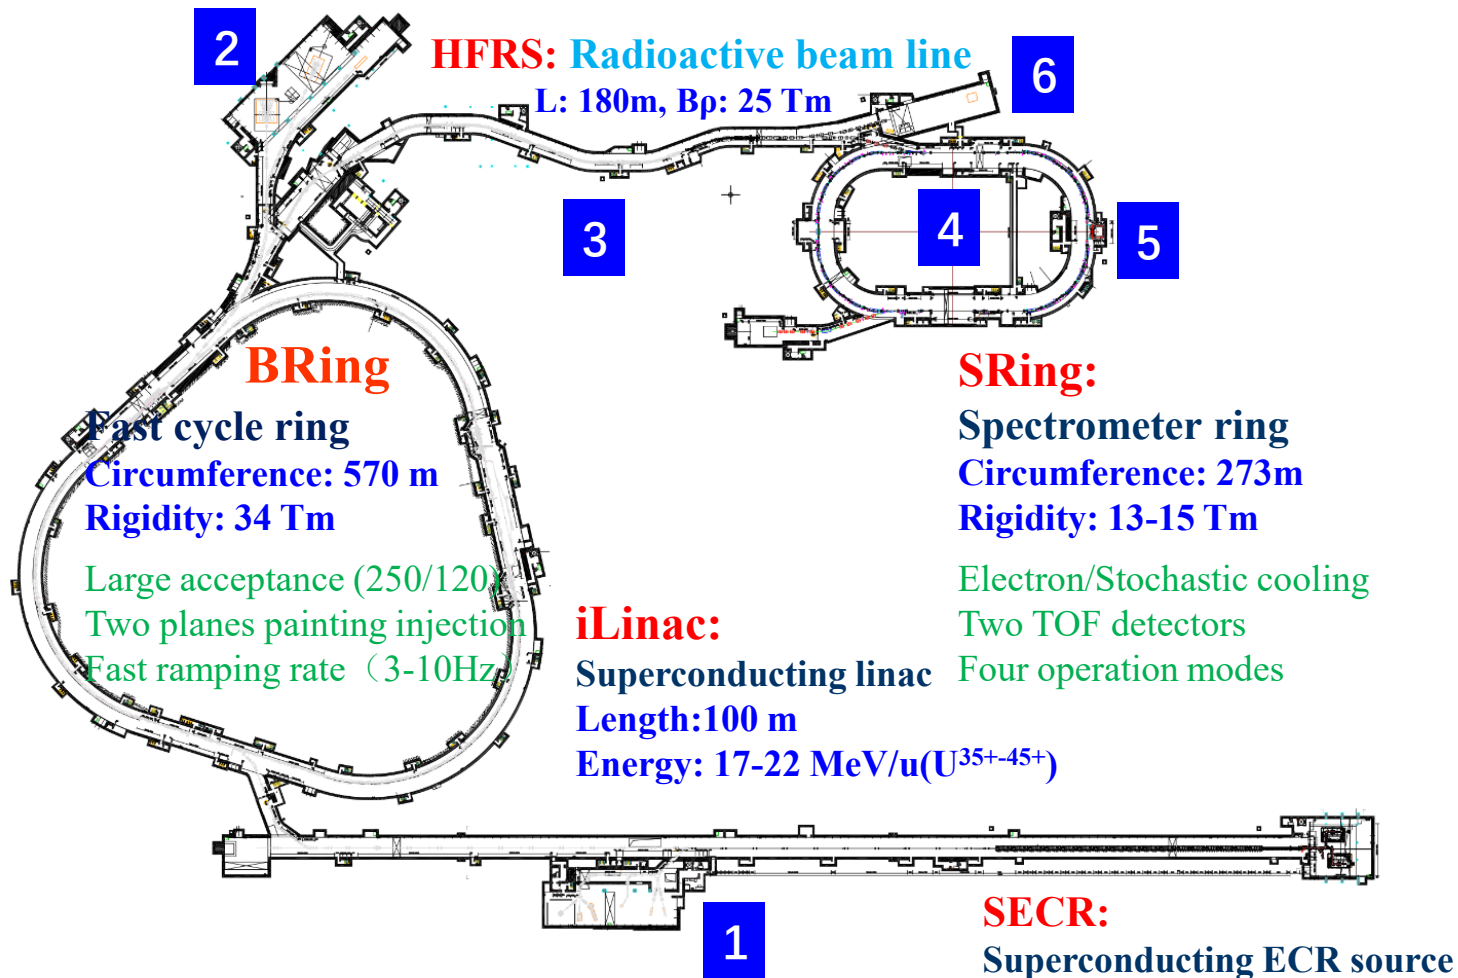 2
HFRS: Radioactive beam line
L: 180m, Bρ: 25 Tm
6
3
4
5
BRing
Fast cycle ring
Circumference: 570 m
Rigidity: 34 Tm
Large acceptance (250/120)
Two planes painting injection
Fast ramping rate（3-10Hz）
SRing:
Spectrometer ring
Circumference: 273m
Rigidity: 13-15 Tm
Electron/Stochastic cooling
Two TOF detectors
Four operation modes
iLinac:
Superconducting linac
Length:100 m
Energy: 17-22 MeV/u(U35+-45+)
1
SECR:
Superconducting ECR source